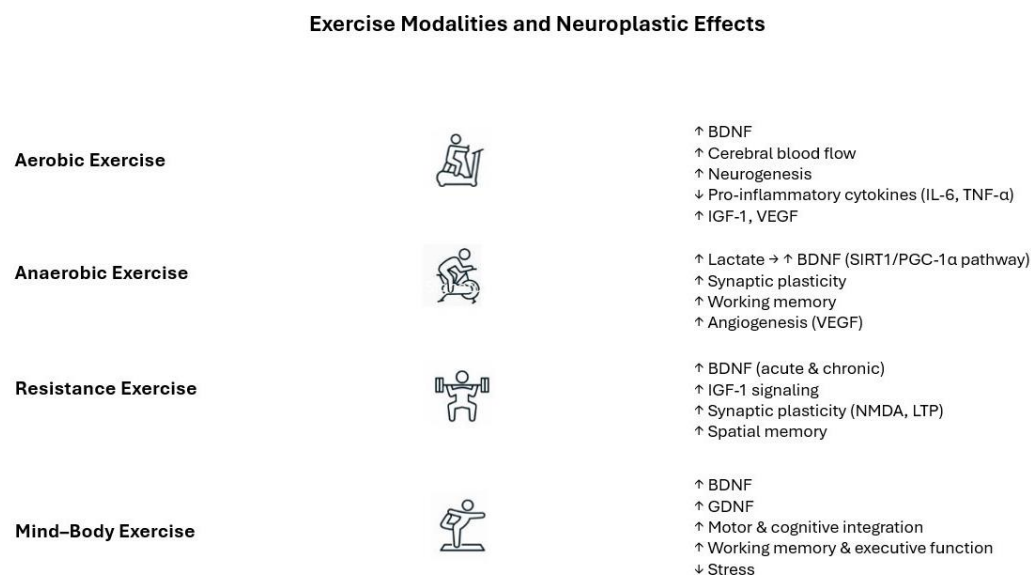 Exercise Modalities and Neuroplastic Effects
Aerobic Exercise
↑ BDNF
↑ Cerebral blood flow
↑ Neurogenesis
↓ Pro-inflammatory cytokines (IL-6, TNF-α)
↑ IGF-1, VEGF
Anaerobic Exercise
↑ Lactate → ↑ BDNF (SIRT1/PGC-1α pathway)
↑ Synaptic plasticity
↑ Working memory
↑ Angiogenesis (VEGF)
Resistance Exercise
↑ BDNF (acute & chronic)
↑ IGF-1 signaling
↑ Synaptic plasticity (NMDA, LTP)
↑ Spatial memory
Mind–Body Exercise
↑ BDNF
↑ GDNF
↑ Motor & cognitive integration
↑ Working memory & executive function
↓ Stress